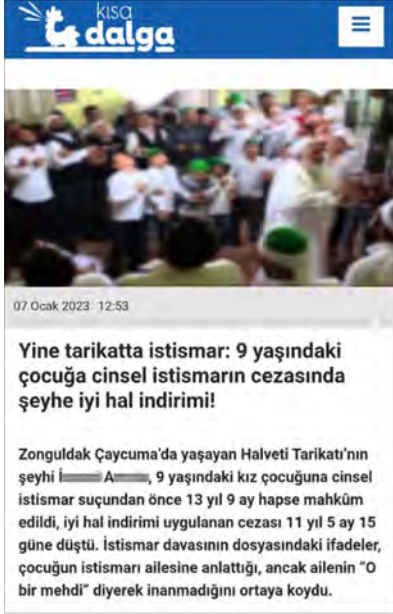 kısa
dalga
07 Ocak 2023 12:53
Yine tarikatta istismar: 9 yaşındaki
çocuğa cinsel istismarın cezasında
şeyhe iyi hal indirimi!
Zonguldak Çaycuma'da yaşayan Halveti Tarikatı'nın
şeyhi İ A, 9 yaşındaki kız çocuğuna cinsel
istismar suçundan önce 13 yıl 9 ay hapse mahkûm
edildi, iyi hal indirimi uygulanan cezası 11 yıl 5 ay 15
güne düştü. İstismar davasının dosyasındaki ifadeler,
çocuğun istismarı ailesine anlattığı, ancak ailenin “O
bir mehdi” diyerek inanmadığını ortaya koydu.